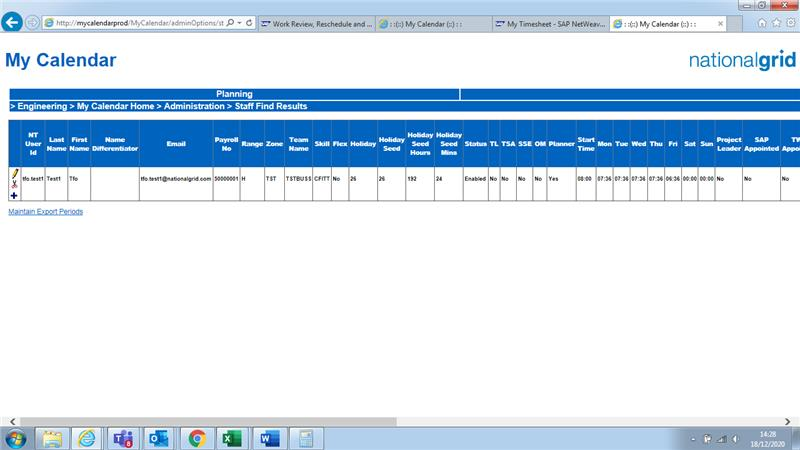 http://mycalendarprod/MyCalendar/adminOptions/st
Work Review, Reschedule and ...
: :(::) My Calendar (::) : :
My Timesheet - SAP NetWeav...
: :(::) My Calendar (::) : :
My Calendar
nationalgrid
Planning
> Engineering > My Calendar Home > Administration > Staff Find Results
NT User Id Last Name First Name Name Differentiator Email Payroll No Range Zone Team Name Skill Flex Holiday Holiday Seed Holiday Seed Hours Holiday Seed Mins Status TL TSA SSE OM Planner Start Time Mon Tue Wed Thu Fri Sat Sun Project Leader SAP Appointed TW Appointed
tfo.test1 Test1 Tfo tfo.test1@nationalgrid.com 50000001 H TST TSTBUSS CFITT No 26 26 192 24 Enabled No No No No Yes 08:00 07:36 07:36 07:36 07:36 06:36 00:00 00:00 No No No
Maintain Export Periods
8
14:28
18/12/2020